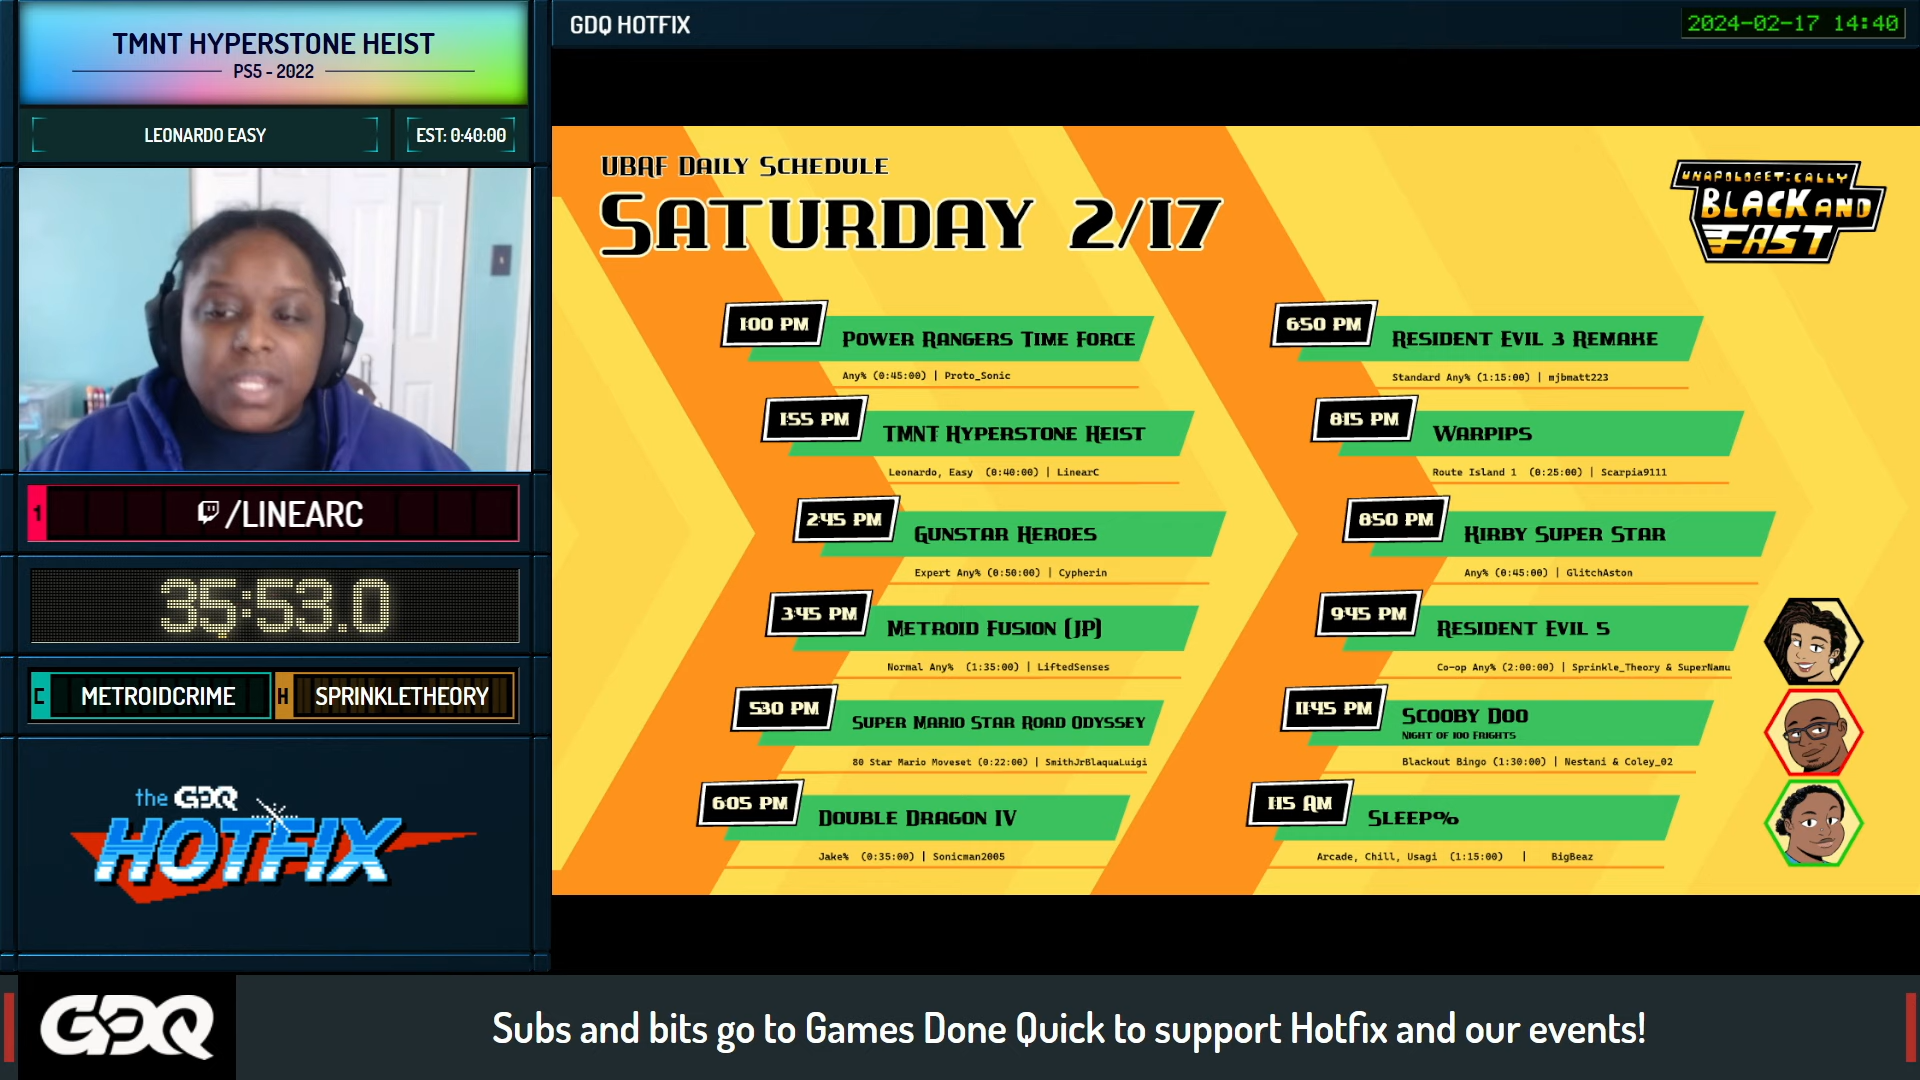 TMNT HYPERSTONE HEIST
PS5 - 2022
LEONARDO EASY
EST: 0:40:00
1
/LINEARC
35:53.0
C METROIDCRIME
H SPRINKLETHEORY
the GDQ
HOTFIX
GDQ HOTFIX
2024-02-17 14:40
UBAF DAILY SCHEDULE
SATURDAY 2/17
UNAPOLOGETICALLY
BLACK AND
FAST
1:00 PM
POWER RANGERS TIME FORCE
Any% (0:45:00) | Proto_Sonic
1:55 PM
TMNT HYPERSTONE HEIST
Leonardo, Easy (0:40:00) | LinearC
2:45 PM
GUNSTAR HEROES
Expert Any% (0:50:00) | Cypherin
3:45 PM
METROID FUSION (JP)
Normal Any% (1:35:00) | LiftedSenses
5:30 PM
SUPER MARIO STAR ROAD ODYSSEY
80 Star Mario Moveset (0:22:00) | SmithJrBlaquaLuigi
6:05 PM
DOUBLE DRAGON IV
Jake% (0:35:00) | Sonicman2005
6:50 PM
RESIDENT EVIL 3 REMAKE
Standard Any% (1:15:00) | mjbmatt223
8:15 PM
WARPIPS
Route Island 1 (0:25:00) | Scarpia9111
8:50 PM
KIRBY SUPER STAR
Any% (0:45:00) | GlitchAston
9:45 PM
RESIDENT EVIL 5
Co-op Any% (2:00:00) | Sprinkle_Theory & SuperNamu
11:45 PM
SCOOBY DOO
NIGHT OF 100 FRIGHTS
Blackout Bingo (1:30:00) | Nestani & Coley_02
1:15 AM
SLEEP%
Arcade, Chill, Usagi (1:15:00) | BigBeaz
GDQ
Subs and bits go to Games Done Quick to support Hotfix and our events!